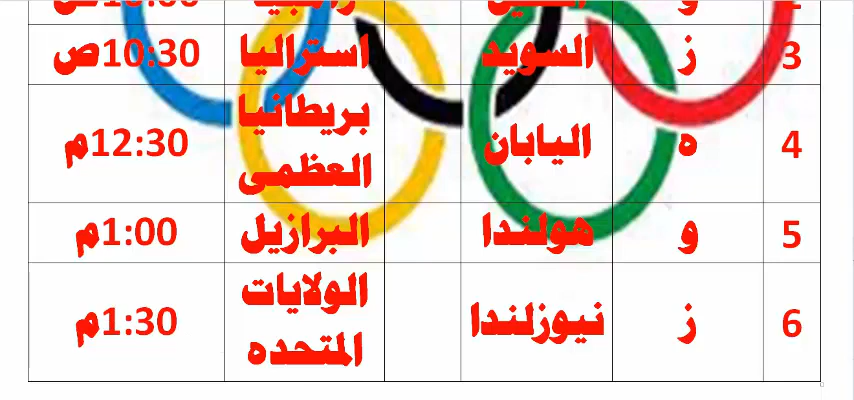 3 ز السويد استراليا 10:30ص
4 ه اليابان بريطانيا العظمى 12:30م
5 و هولندا البرازيل 1:00م
6 ز نيوزلندا الولايات المتحده 1:30م